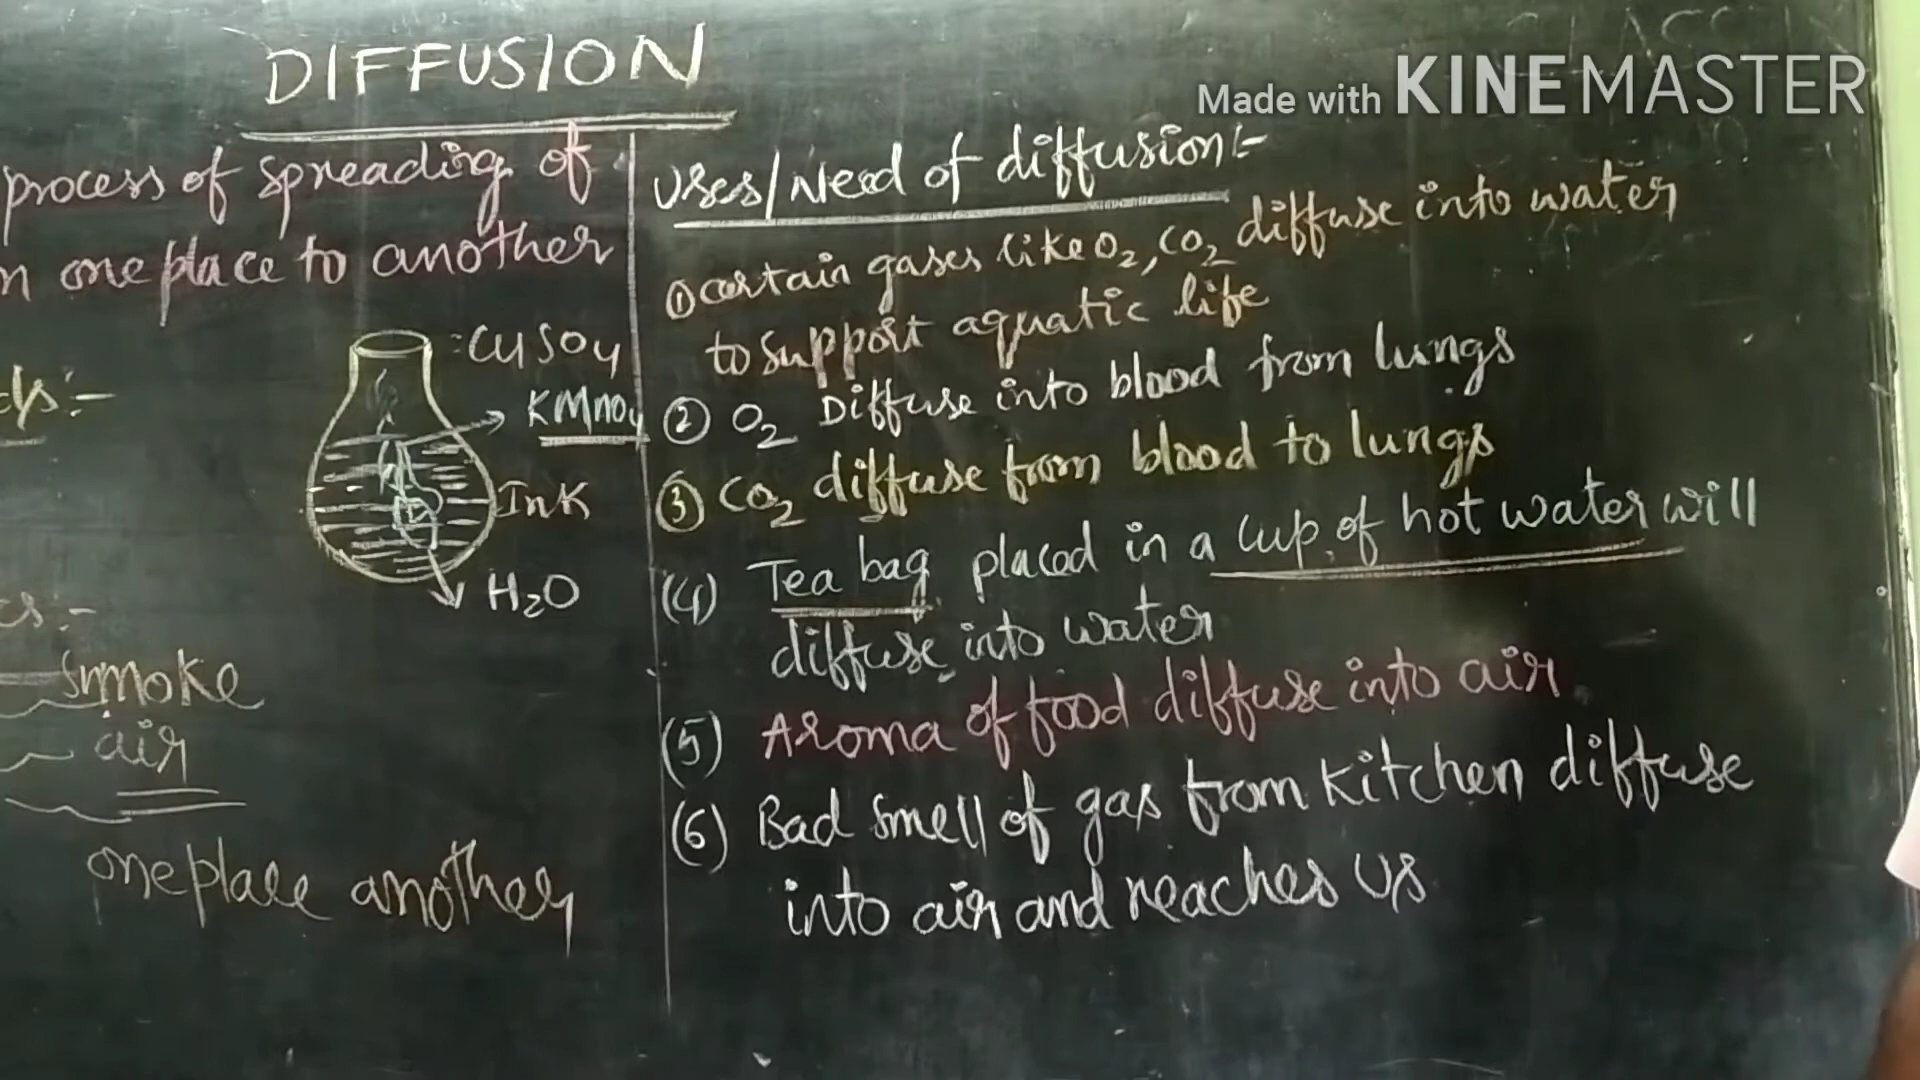 DIFFUSION
Made with KINEMASTER
process of spreading of
one place to another
CuSO4
KMnO4
Ink
H2O
smoke
air
one place another
Uses/Need of diffusion:-
① certain gases like O2, CO2 diffuse into water
to support aquatic life
② O2 Diffuse into blood from lungs
③ CO2 diffuse from blood to lungs
(4) Tea bag placed in a cup of hot water will
diffuse into water
(5) Aroma of food diffuse into air
(6) Bad smell of gas from kitchen diffuse
into air and reaches us